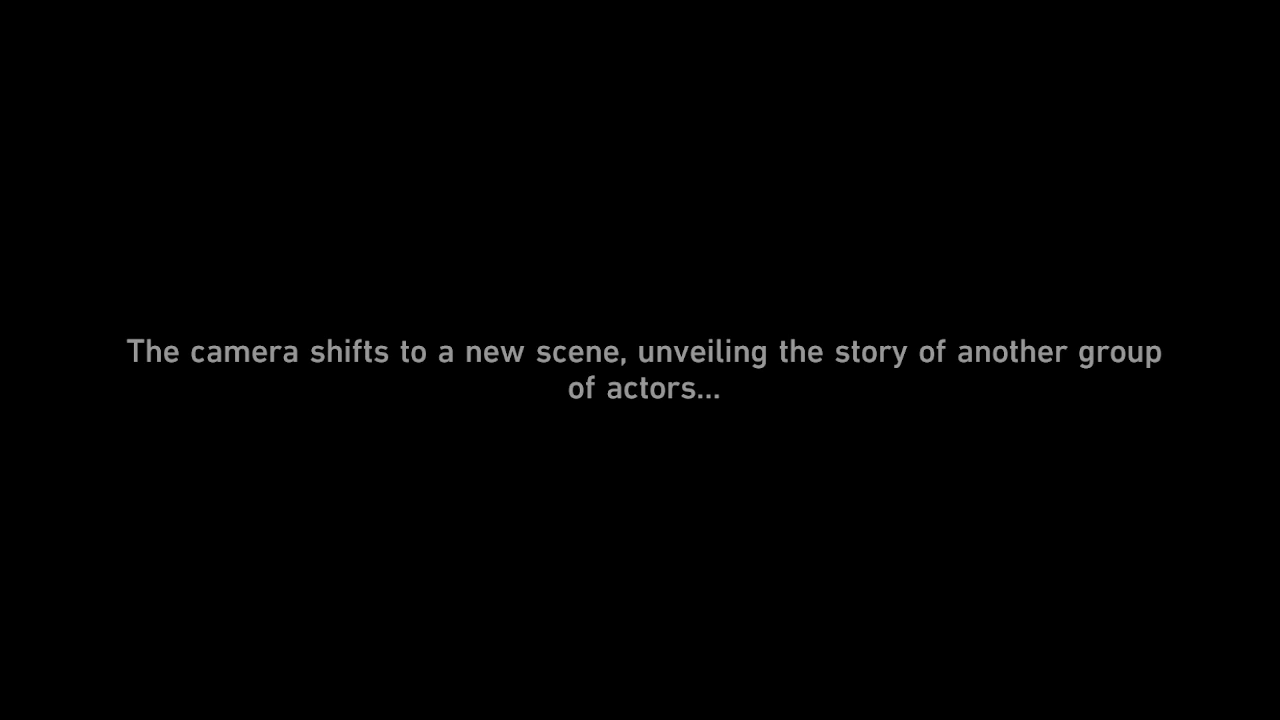 The camera shifts to a new scene, unveiling the story of another group
of actors...